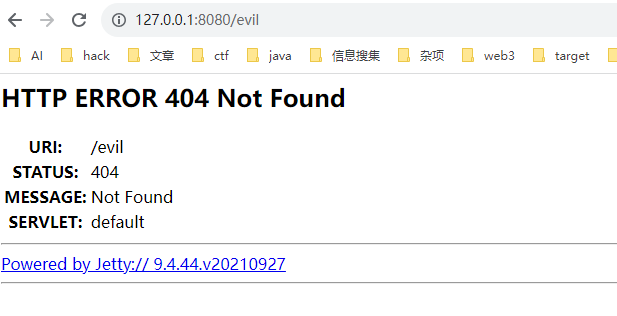 127.0.0.1:8080/evil
AI hack 文章 ctf java 信息搜集 杂项 web3 target
HTTP ERROR 404 Not Found
URI: /evil
STATUS: 404
MESSAGE: Not Found
SERVLET: default
Powered by Jetty:// 9.4.44.v20210927